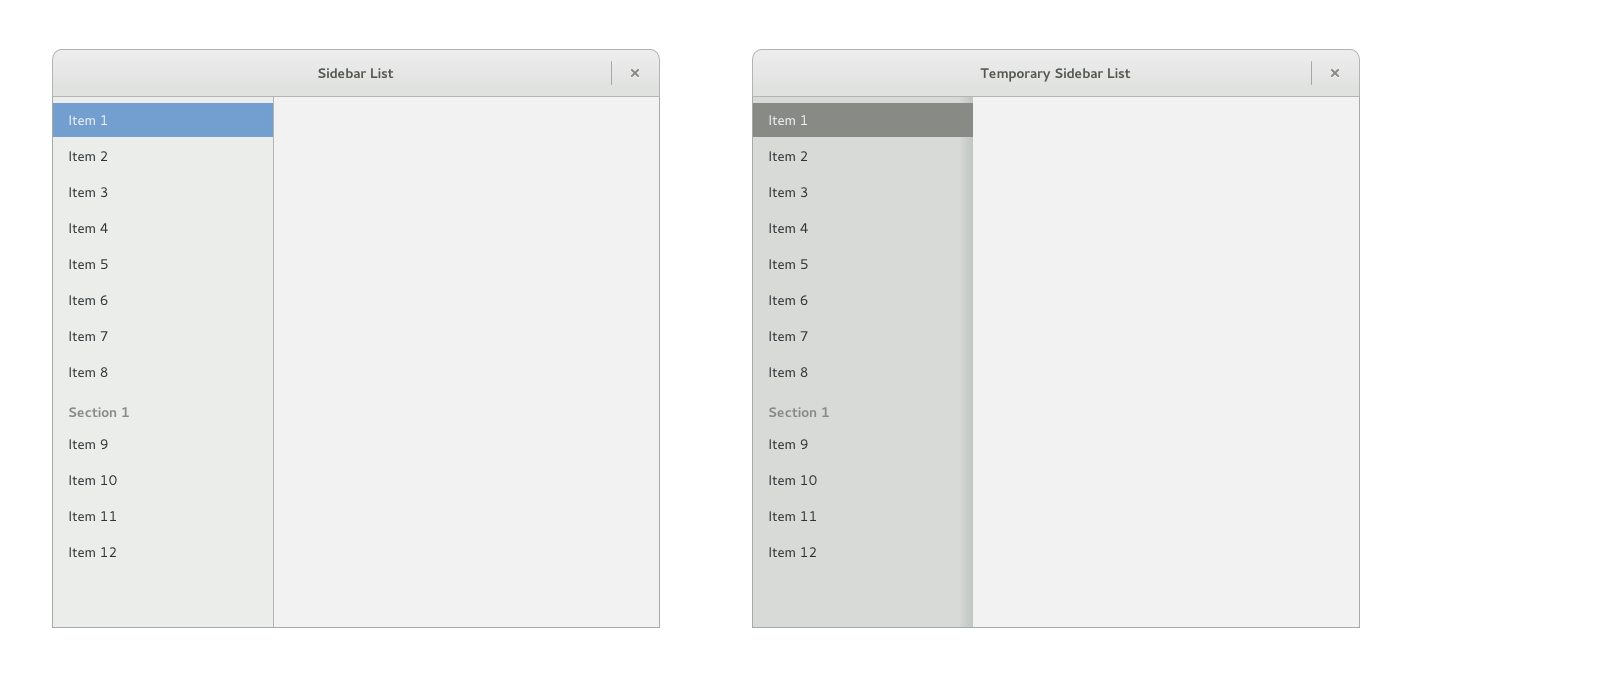 Sidebar List
Item 1
Item 2
Item 3
Item 4
Item 5
Item 6
Item 7
Item 8
Section 1
Item 9
Item 10
Item 11
Item 12
Temporary Sidebar List
Item 1
Item 2
Item 3
Item 4
Item 5
Item 6
Item 7
Item 8
Section 1
Item 9
Item 10
Item 11
Item 12